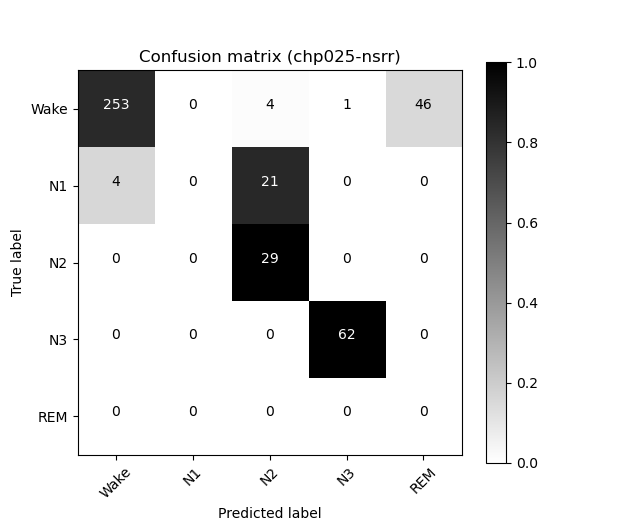 Confusion matrix (chp025-nsrr)
1.0
Wake 253 0 4 1 46
0.8
N1 4 0 21 0 0
0.6
N2 0 0 29 0 0
0.4
N3 0 0 0 62 0
0.2
REM 0 0 0 0 0
0.0
Wake N1 N2 N3 REM
Predicted label
True label